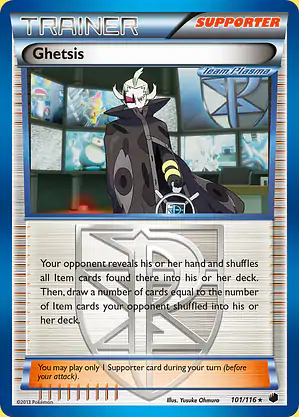 TRAINER
SUPPORTER
Ghetsis
Team Plasma
Your opponent reveals his or her hand and shuffles
all Item cards found there into his or her deck.
Then, draw a number of cards equal to the number
of Item cards your opponent shuffled into his or
her deck.
You may play only 1 Supporter card during your turn (before
your attack).
©2013 Pokémon
Illus. Yusuke Ohmura
101/116 ★